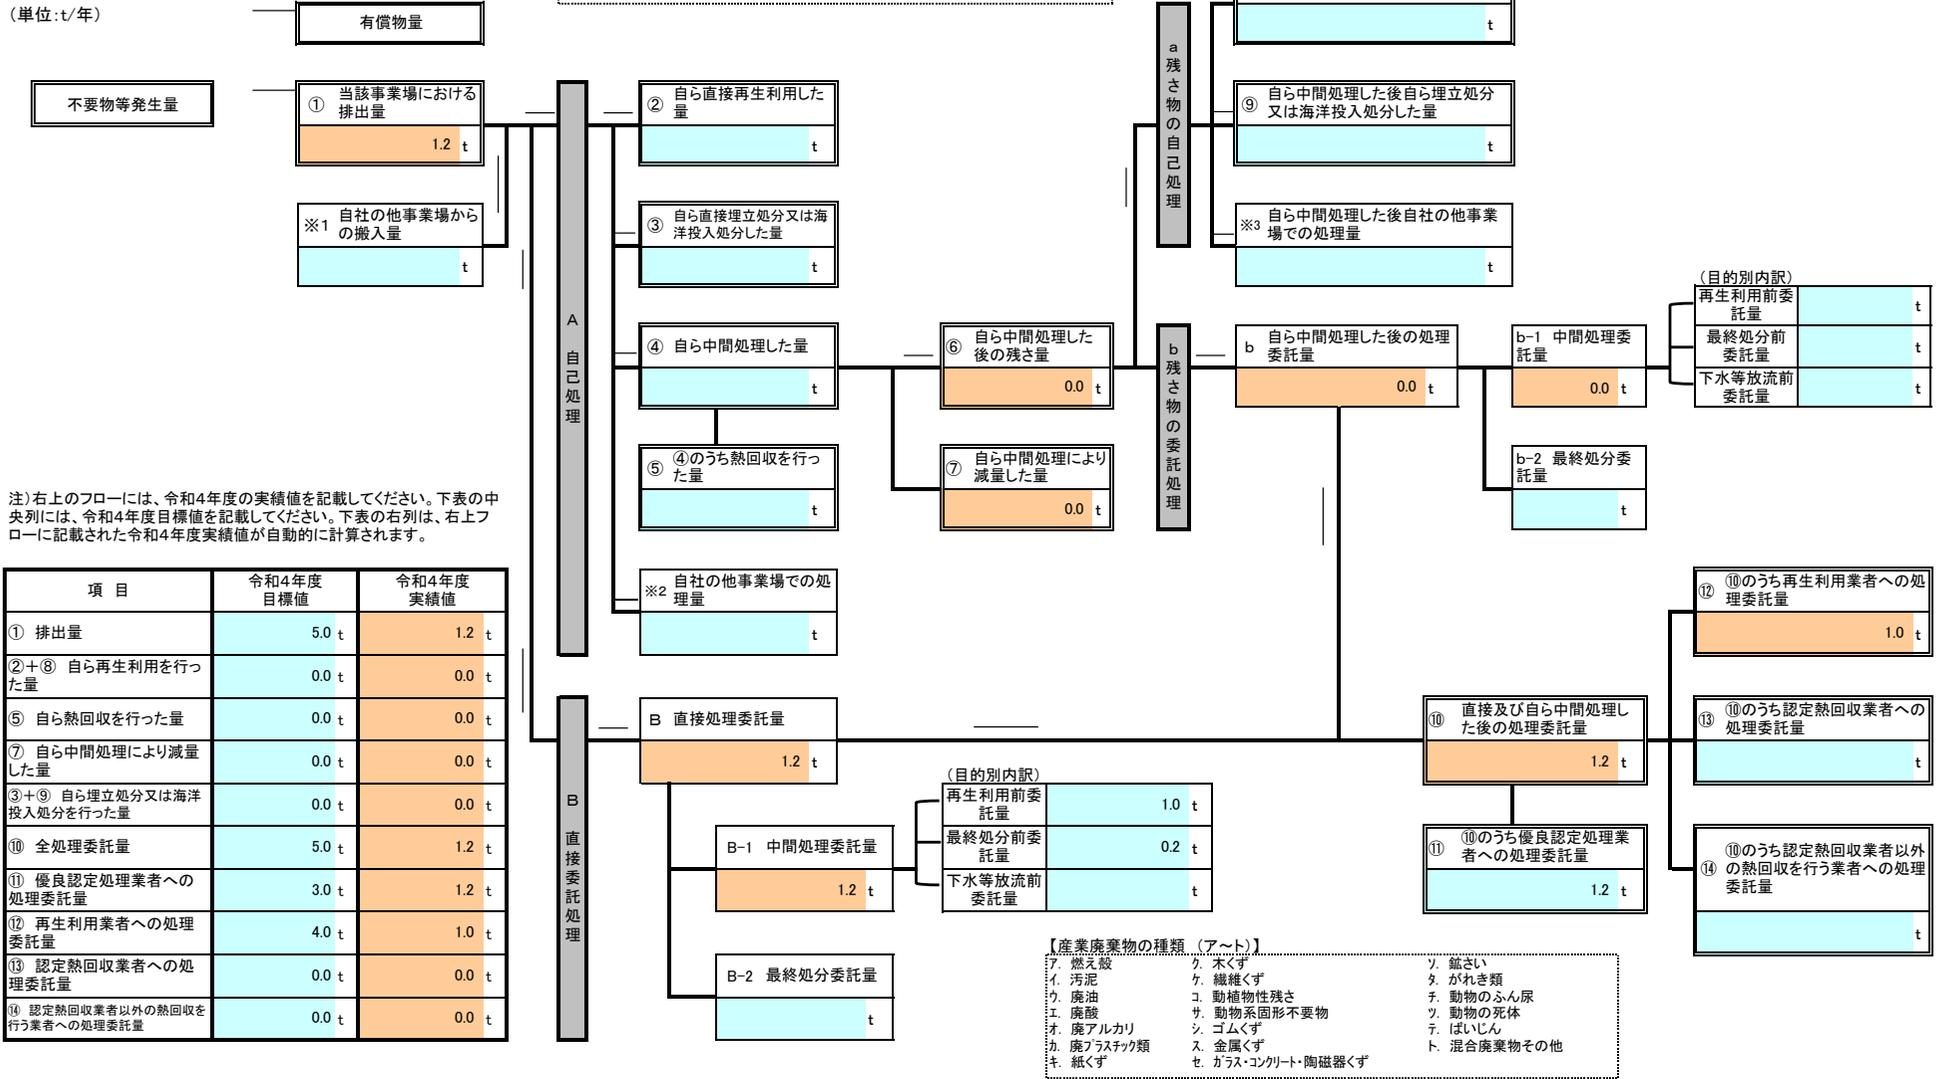 （単位：t/年）
有償物量
t
不要物等発生量
① 当該事業場における
排出量
1.2 t
※1 自社の他事業場から
の搬入量
t
A 自己処理
② 自ら直接再生利用した
量
t
③ 自ら直接埋立処分又は海
洋投入処分した量
t
④ 自ら中間処理した量
t
⑤ ④のうち熱回収を行っ
た量
t
※2 自社の他事業場での処
理量
t
⑥ 自ら中間処理した
後の残さ量
0.0 t
⑦ 自ら中間処理により
減量した量
0.0 t
a残さ物の自己処理
⑨ 自ら中間処理した後自ら埋立処分
又は海洋投入処分した量
t
※3 自ら中間処理した後自社の他事業
場での処理量
t
b残さ物の委託処理
b 自ら中間処理した後の処理
委託量
0.0 t
b-1 中間処理委
託量
0.0 t
b-2 最終処分委
託量
t
（目的別内訳）
再生利用前委
託量
t
最終処分前
委託量
t
下水等放流前
委託量
t
注）右上のフローには、令和４年度の実績値を記載してください。下表の中
央列には、令和４年度目標値を記載してください。下表の右列は、右上フ
ローに記載された令和４年度実績値が自動的に計算されます。
項 目 令和４年度
目標値 令和４年度
実績値
① 排出量 5.0 t 1.2 t
②＋⑧ 自ら再生利用を行っ
た量 0.0 t 0.0 t
⑤ 自ら熱回収を行った量 0.0 t 0.0 t
⑦ 自ら中間処理により減量
した量 0.0 t 0.0 t
③＋⑨ 自ら埋立処分又は海洋
投入処分を行った量 0.0 t 0.0 t
⑩ 全処理委託量 5.0 t 1.2 t
⑪ 優良認定処理業者への
処理委託量 3.0 t 1.2 t
⑫ 再生利用業者への処理
委託量 4.0 t 1.0 t
⑬ 認定熱回収業者への処
理委託量 0.0 t 0.0 t
⑭ 認定熱回収業者以外の熱回収を
行う業者への処理委託量 0.0 t 0.0 t
B 直接委託処理
B 直接処理委託量
1.2 t
B-1 中間処理委託量
1.2 t
B-2 最終処分委託量
t
（目的別内訳）
再生利用前委
託量
1.0 t
最終処分前委
託量
0.2 t
下水等放流前
委託量
t
⑩ 直接及び自ら中間処理し
た後の処理委託量
1.2 t
⑪ ⑩のうち優良認定処理業
者への処理委託量
1.2 t
⑫ ⑩のうち再生利用業者への処
理委託量
1.0 t
⑬ ⑩のうち認定熱回収業者への
処理委託量
t
⑭ ⑩のうち認定熱回収業者以外
の熱回収を行う業者への処理
委託量
t
【産業廃棄物の種類 （ア～ト）】
ア. 燃え殻 ク. 木くず ソ. 鉱さい
イ. 汚泥 ケ. 繊維くず タ. がれき類
ウ. 廃油 コ. 動植物性残さ チ. 動物のふん尿
エ. 廃酸 サ. 動物系固形不要物 ツ. 動物の死体
オ. 廃アルカリ シ. ゴムくず テ. ばいじん
カ. 廃プラスチック類 ス. 金属くず ト. 混合廃棄物その他
キ. 紙くず セ. ガラス・コンクリート・陶磁器くず